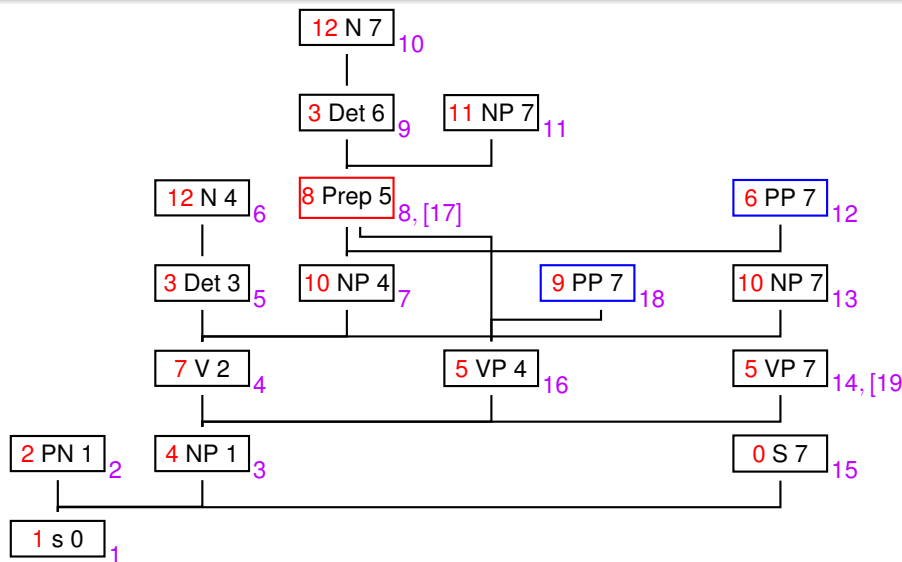 12 N 7 10
3 Det 6 9 11 NP 7 11
12 N 4 6 8 Prep 5 8, [17] 6 PP 7 12
3 Det 3 5 10 NP 4 7 9 PP 7 18 10 NP 7 13
7 V 2 4 5 VP 4 16 5 VP 7 14, [19
2 PN 1 2 4 NP 1 3 0 S 7 15
1 s 0 1